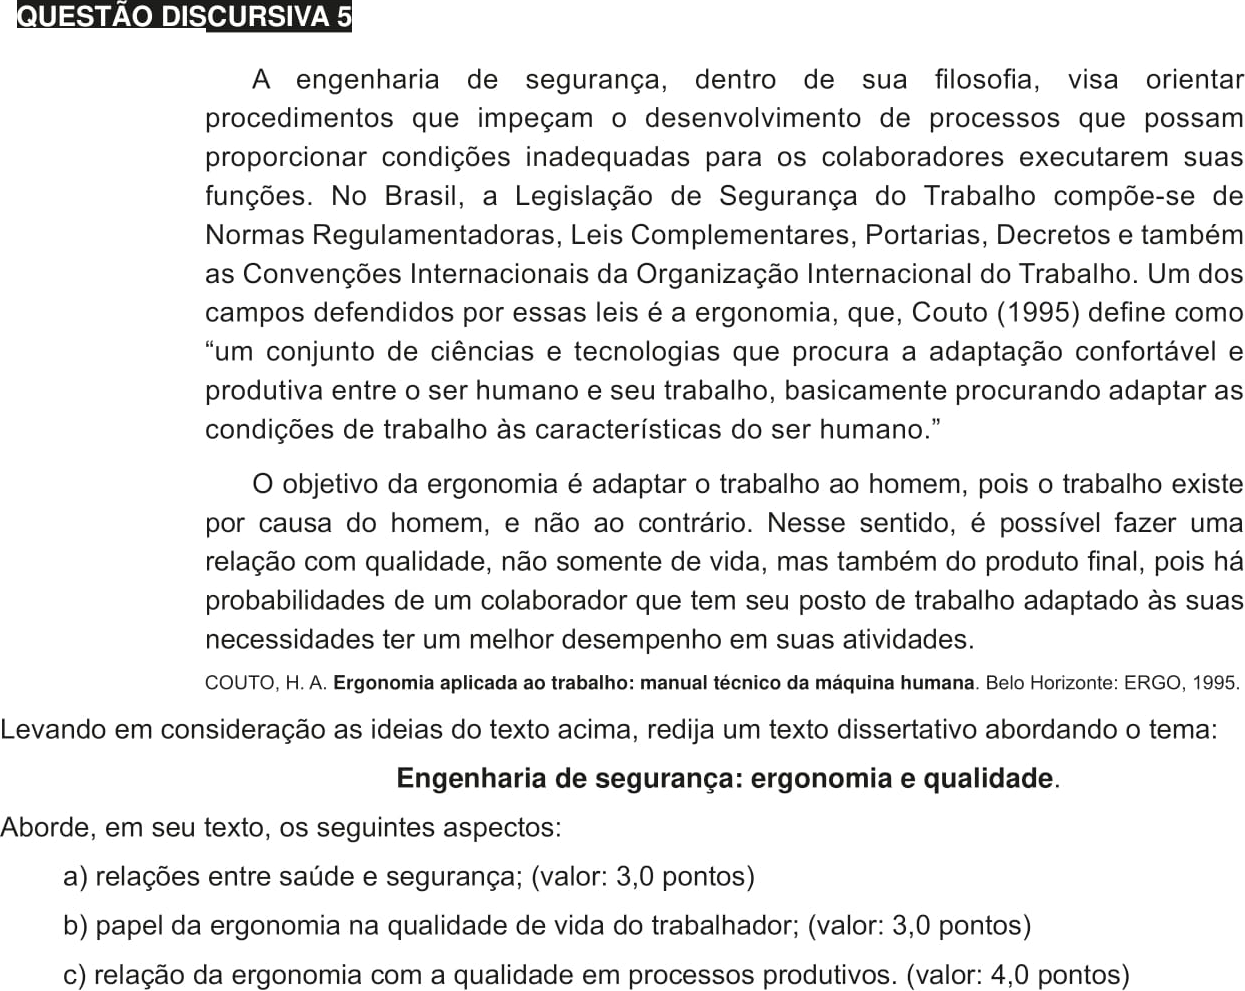 QUESTÃO DISCURSIVA 5
A engenharia de segurança, dentro de sua filosofia, visa orientar
procedimentos que impeçam o desenvolvimento de processos que possam
proporcionar condições inadequadas para os colaboradores executarem suas
funções. No Brasil, a Legislação de Segurança do Trabalho compõe-se de
Normas Regulamentadoras, Leis Complementares, Portarias, Decretos e também
as Convenções Internacionais da Organização Internacional do Trabalho. Um dos
campos defendidos por essas leis é a ergonomia, que, Couto (1995) define como
“um conjunto de ciências e tecnologias que procura a adaptação confortável e
produtiva entre o ser humano e seu trabalho, basicamente procurando adaptar as
condições de trabalho às características do ser humano.”
O objetivo da ergonomia é adaptar o trabalho ao homem, pois o trabalho existe
por causa do homem, e não ao contrário. Nesse sentido, é possível fazer uma
relação com qualidade, não somente de vida, mas também do produto final, pois há
probabilidades de um colaborador que tem seu posto de trabalho adaptado às suas
necessidades ter um melhor desempenho em suas atividades.
COUTO, H. A. Ergonomia aplicada ao trabalho: manual técnico da máquina humana. Belo Horizonte: ERGO, 1995.
Levando em consideração as ideias do texto acima, redija um texto dissertativo abordando o tema:
Engenharia de segurança: ergonomia e qualidade.
Aborde, em seu texto, os seguintes aspectos:
a) relações entre saúde e segurança; (valor: 3,0 pontos)
b) papel da ergonomia na qualidade de vida do trabalhador; (valor: 3,0 pontos)
c) relação da ergonomia com a qualidade em processos produtivos. (valor: 4,0 pontos)